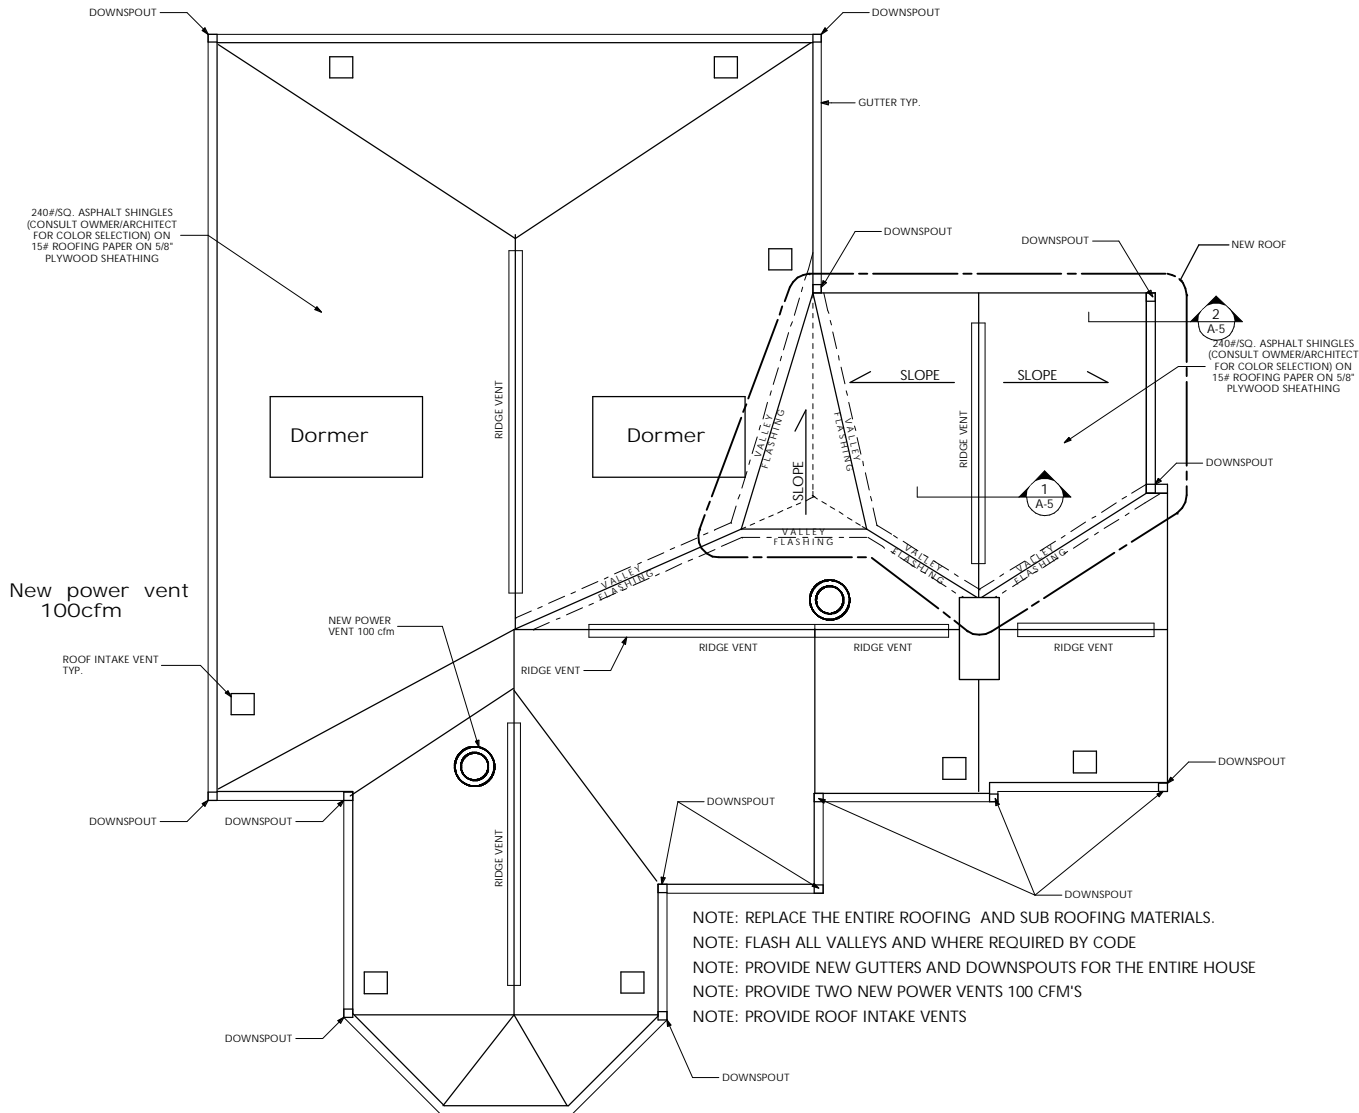 DOWNSPOUT
DOWNSPOUT
GUTTER TYP.
240#/SQ. ASPHALT SHINGLES
(CONSULT OWMER/ARCHITECT
FOR COLOR SELECTION) ON
15# ROOFING PAPER ON 5/8"
PLYWOOD SHEATHING
DOWNSPOUT
DOWNSPOUT
NEW ROOF
2
A-5
240#/SQ. ASPHALT SHINGLES
(CONSULT OWMER/ARCHITECT
FOR COLOR SELECTION) ON
15# ROOFING PAPER ON 5/8"
PLYWOOD SHEATHING
SLOPE
SLOPE
RIDGE VENT
Dormer
Dormer
VALLEY
FLASHING
VALLEY
FLASHING
RIDGE VENT
SLOPE
DOWNSPOUT
1
A-5
VALLEY
FLASHING
VALLEY
FLASHING
VALLEY
FLASHING
VALLEY
FLASHING
New power vent
100cfm
NEW POWER
VENT 100 cfm
RIDGE VENT
RIDGE VENT
RIDGE VENT
RIDGE VENT
ROOF INTAKE VENT
TYP.
DOWNSPOUT
DOWNSPOUT
DOWNSPOUT
DOWNSPOUT
RIDGE VENT
DOWNSPOUT
NOTE: REPLACE THE ENTIRE ROOFING AND SUB ROOFING MATERIALS.
NOTE: FLASH ALL VALLEYS AND WHERE REQUIRED BY CODE
NOTE: PROVIDE NEW GUTTERS AND DOWNSPOUTS FOR THE ENTIRE HOUSE
NOTE: PROVIDE TWO NEW POWER VENTS 100 CFM'S
NOTE: PROVIDE ROOF INTAKE VENTS
DOWNSPOUT
DOWNSPOUT